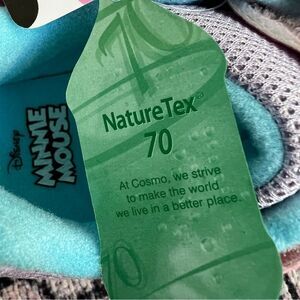 70
NatureTex®
70
At Cosmo, we strive
to make the world
we live in a better place.
70
Disney
MINNIE
MOUSE